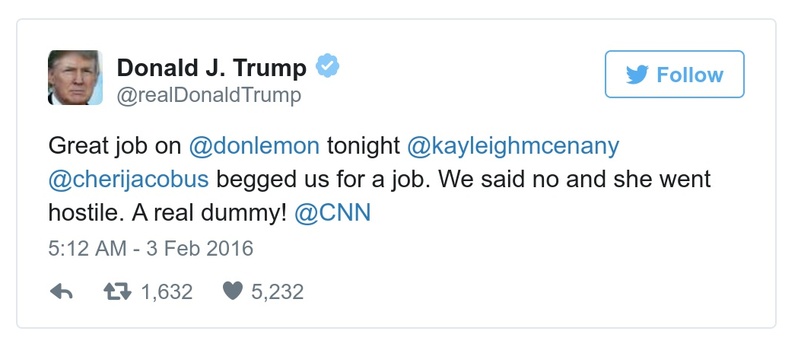 Donald J. Trump
@realDonaldTrump
Follow
Great job on @donlemon tonight @kayleighmcenany
@cherijacobus begged us for a job. We said no and she went
hostile. A real dummy! @CNN
5:12 AM - 3 Feb 2016
1,632 5,232